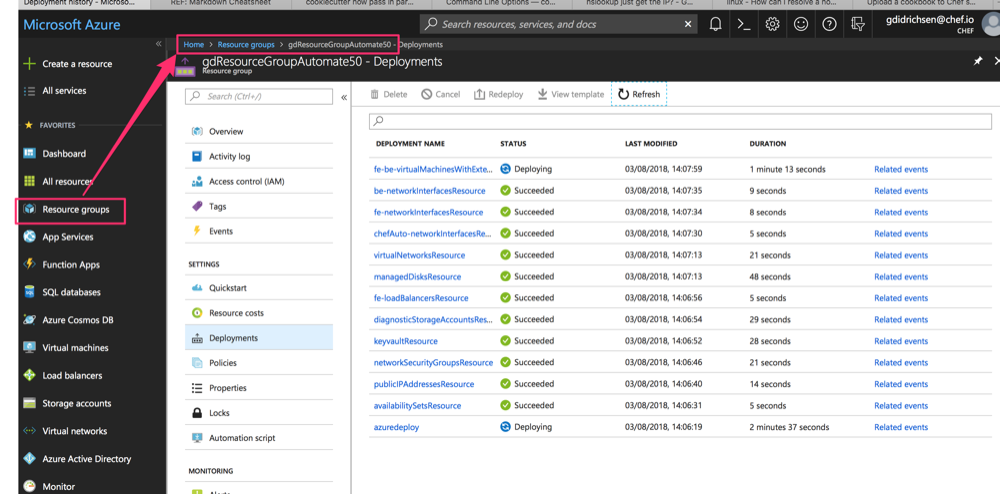 Deployment history - Microso...
REF: Markdown Cheatsheet
cookiecutter how pass in par...
Command Line Options — co...
nslookup just get the IP? - G...
linux - How can I resolve a ho...
Upload a cookbook to Chef s...
Microsoft Azure
Search resources, services, and docs
gdidrichsen@chef.io
CHEF
Home > Resource groups > gdResourceGroupAutomate50 - Deployments
gdResourceGroupAutomate50 - Deployments
Resource group
Create a resource
All services
FAVORITES
Dashboard
All resources
Resource groups
App Services
Function Apps
SQL databases
Azure Cosmos DB
Virtual machines
Load balancers
Storage accounts
Virtual networks
Azure Active Directory
Monitor
Search (Ctrl+/)
Overview
Activity log
Access control (IAM)
Tags
Events
SETTINGS
Quickstart
Resource costs
Deployments
Policies
Properties
Locks
Automation script
MONITORING
Alerts
Delete Cancel Redeploy View template Refresh
DEPLOYMENT NAME STATUS LAST MODIFIED DURATION
fe-be-virtualMachinesWithExte... Deploying 03/08/2018, 14:07:59 1 minute 13 seconds Related events
be-networkInterfacesResource Succeeded 03/08/2018, 14:07:35 9 seconds Related events
fe-networkInterfacesResource Succeeded 03/08/2018, 14:07:34 8 seconds Related events
chefAuto-networkInterfacesRe... Succeeded 03/08/2018, 14:07:30 5 seconds Related events
virtualNetworksResource Succeeded 03/08/2018, 14:07:13 21 seconds Related events
managedDisksResource Succeeded 03/08/2018, 14:07:13 48 seconds Related events
fe-loadBalancersResource Succeeded 03/08/2018, 14:06:56 5 seconds Related events
diagnosticStorageAccountsRes... Succeeded 03/08/2018, 14:06:54 29 seconds Related events
keyvaultResource Succeeded 03/08/2018, 14:06:52 28 seconds Related events
networkSecurityGroupsResource Succeeded 03/08/2018, 14:06:46 21 seconds Related events
publicIPAddressesResource Succeeded 03/08/2018, 14:06:40 14 seconds Related events
availabilitySetsResource Succeeded 03/08/2018, 14:06:31 5 seconds Related events
azuredeploy Deploying 03/08/2018, 14:06:19 2 minutes 37 seconds Related events